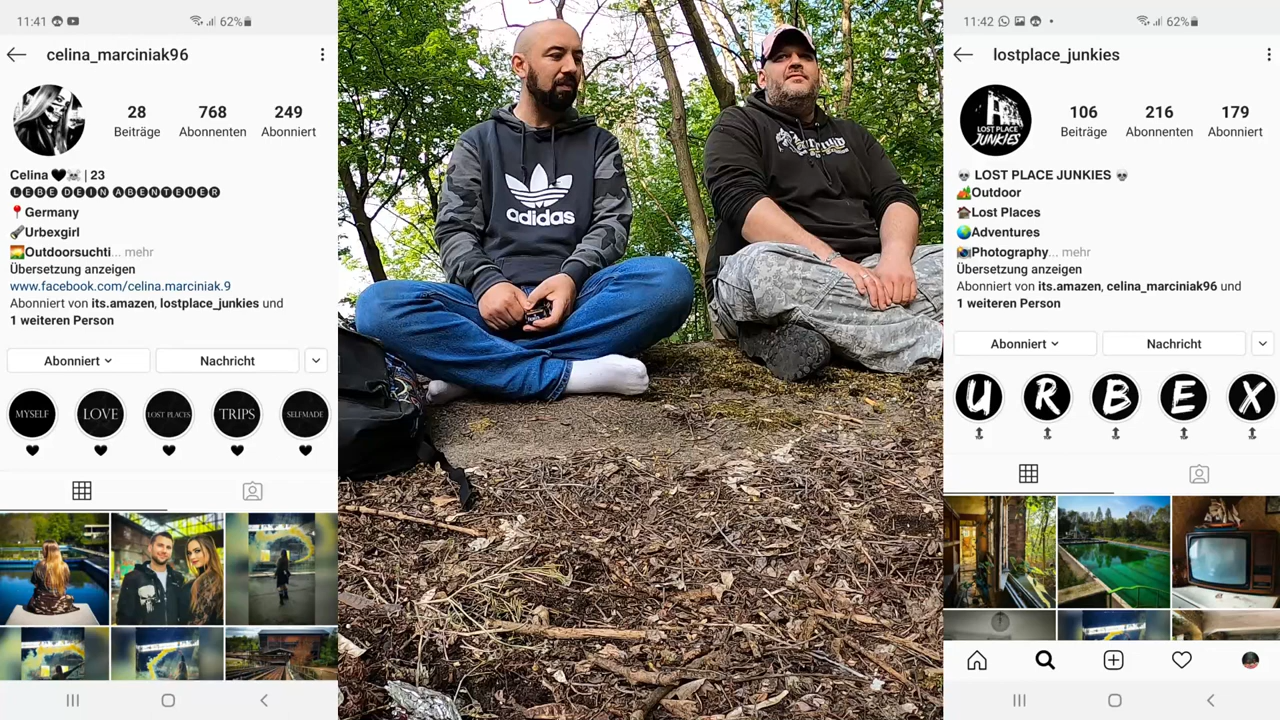 11:41
62%
celina_marciniak96
28
768
249
Beiträge
Abonnenten
Abonniert
Celina 🖤☠️ | 23
🅛🅔🅑🅔 🅓🅔🅘🅝 🅐🅑🅔🅝🅣🅔🅤🅔🅡
📍Germany
Urbexgirl
Outdoorsuchti... mehr
Übersetzung anzeigen
www.facebook.com/celina.marciniak.9
Abonniert von its.amazen, lostplace_junkies und
1 weiteren Person
Abonniert
Nachricht
MYSELF
LOVE
LOST PLACES
TRIPS
SELFMADE
adidas
11:42
62%
lostplace_junkies
LOST PLACE
JUNKIES
106
216
179
Beiträge
Abonnenten
Abonniert
💀 LOST PLACE JUNKIES 💀
🏕️Outdoor
🏚️Lost Places
🌍Adventures
📸Photography... mehr
Übersetzung anzeigen
Abonniert von its.amazen, celina_marciniak96 und
1 weiteren Person
Abonniert
Nachricht
U
R
B
E
X